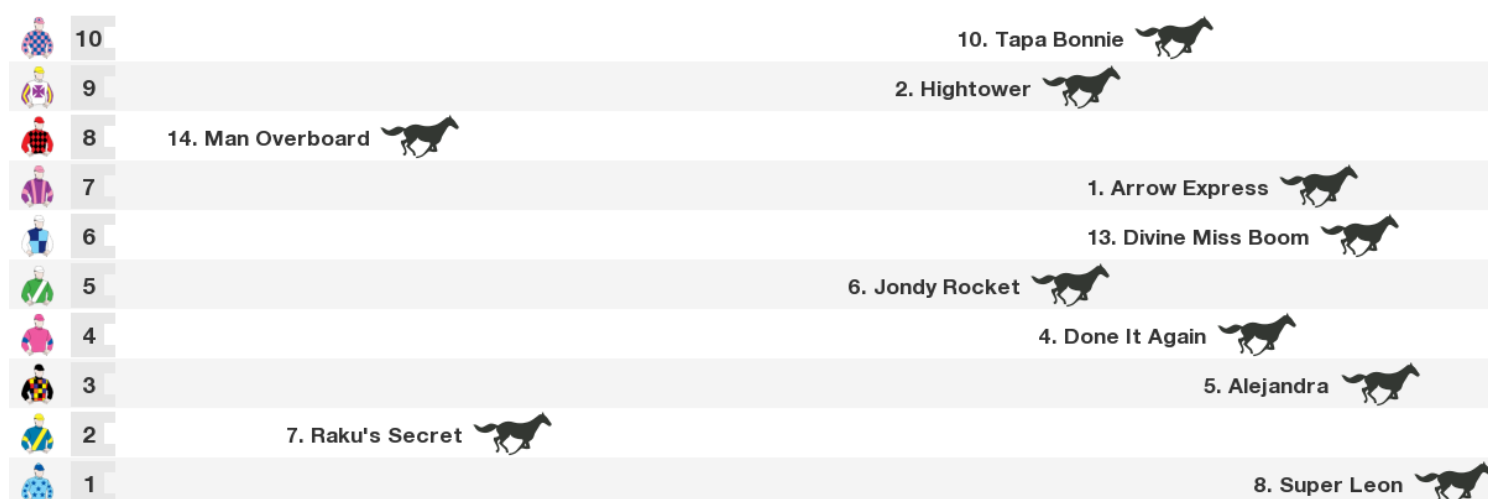 10 10. Tapa Bonnie
9 2. Hightower
8 14. Man Overboard
7 1. Arrow Express
6 13. Divine Miss Boom
5 6. Jondy Rocket
4 4. Done It Again
3 5. Alejandra
2 7. Raku's Secret
1 8. Super Leon